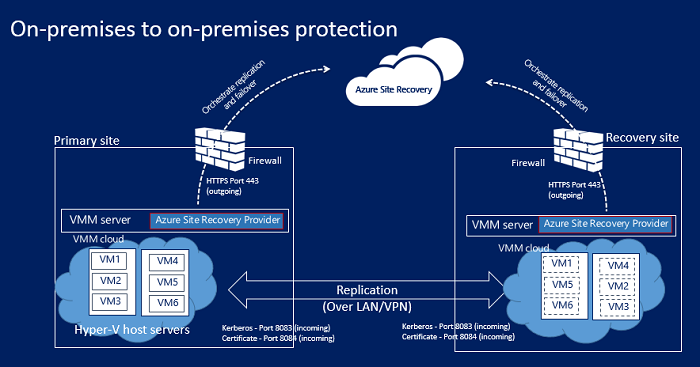 On-premises to on-premises protection
Azure Site Recovery
Orchestrate replication
and failover
Orchestrate replication
and failover
Primary site
Firewall
HTTPS Port 443
(outgoing)
VMM server
Azure Site Recovery Provider
VMM cloud
VM1
VM2
VM3
VM4
VM5
VM6
Hyper-V host servers
Replication
(Over LAN/VPN)
Kerberos - Port 8083 (incoming)
Certificate - Port 8084 (incoming)
Kerberos - Port 8083 (incoming)
Certificate - Port 8084 (incoming)
Recovery site
Firewall
HTTPS Port 443
(outgoing)
VMM server
Azure Site Recovery Provider
VMM cloud
VM1
VM5
VM6
VM4
VM2
VM3